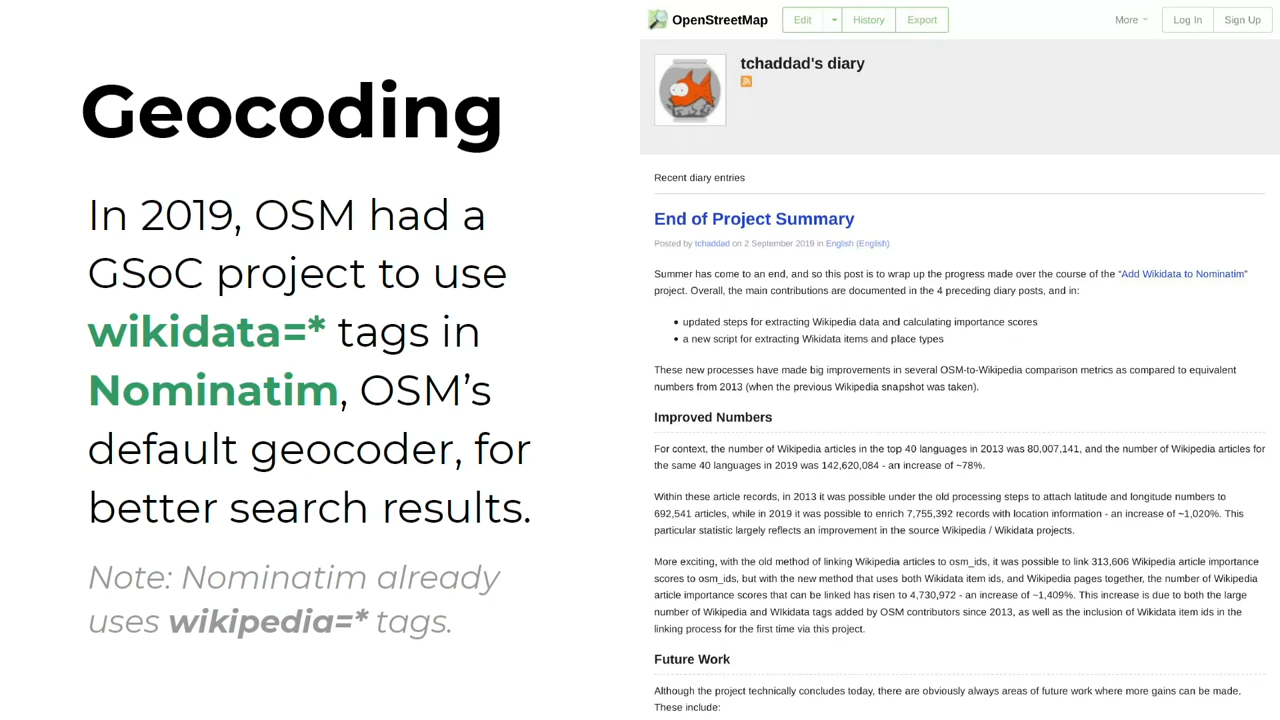 Geocoding
In 2019, OSM had a
GSoC project to use
wikidata=* tags in
Nominatim, OSM’s
default geocoder, for
better search results.
Note: Nominatim already
uses wikipedia=* tags.
OpenStreetMap Edit History Export More Log In Sign Up
tchaddad's diary
Recent diary entries
End of Project Summary
Posted by tchaddad on 2 September 2019 in English (English)
Summer has come to an end, and so this post is to wrap up the progress made over the course of the “Add Wikidata to Nominatim”
project. Overall, the main contributions are documented in the 4 preceding diary posts, and in:
• updated steps for extracting Wikipedia data and calculating importance scores
• a new script for extracting Wikidata items and place types
These new processes have made big improvements in several OSM-to-Wikipedia comparison metrics as compared to equivalent
numbers from 2013 (when the previous Wikipedia snapshot was taken).
Improved Numbers
For context, the number of Wikipedia articles in the top 40 languages in 2013 was 80,007,141, and the number of Wikipedia articles for
the same 40 languages in 2019 was 142,620,084 - an increase of ~78%.
Within these article records, in 2013 it was possible under the old processing steps to attach latitude and longitude numbers to
692,541 articles, while in 2019 it was possible to enrich 7,755,392 records with location information - an increase of ~1,020%. This
particular statistic largely reflects an improvement in the source Wikipedia / Wikidata projects.
More exciting, with the old method of linking Wikipedia articles to osm_ids, it was possible to link 313,606 Wikipedia article importance
scores to osm_ids, but with the new method that uses both Wikidata item ids, and Wikipedia pages together, the number of Wikipedia
article importance scores that can be linked has risen to 4,730,972 - an increase of ~1,409%. This increase is due to both the large
number of Wikipedia and WIkidata tags added by OSM contributors since 2013, as well as the inclusion of Wikidata item ids in the
linking process for the first time via this project.
Future Work
Although the project technically concludes today, there are obviously always areas of future work where more gains can be made.
These include: